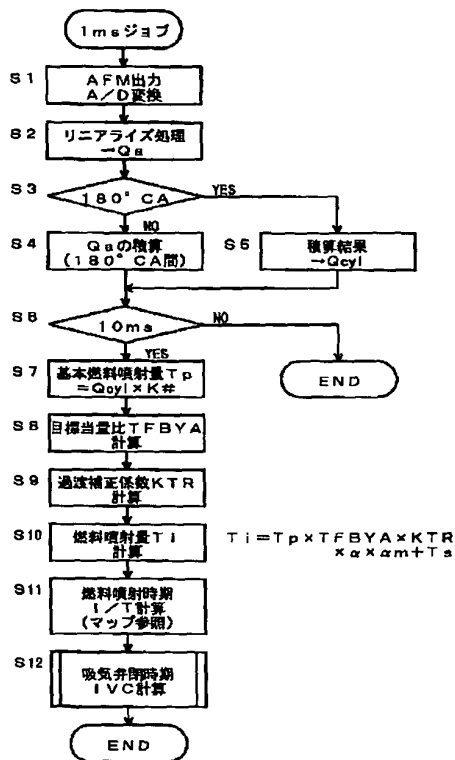 1msジョブ
S1
AFM出力
A/D変換
S2
リニアライズ処理
→Qa
S3
180°CA
YES
NO
S4
Qaの積算
(180°CA間)
S5
積算結果
→Qcyl
S6
10ms
NO
YES
END
S7
基本燃料噴射量Tp
=Qcyl×K#
S8
目標当量比TFBYA
計算
S9
過渡補正係数KTR
計算
S10
燃料噴射量Ti
計算
Ti=Tp×TFBYA×KTR
×α×αm+Ts
S11
燃料噴射時期
I/T計算
(マップ参照)
S12
吸気弁閉時期
IVC計算
END